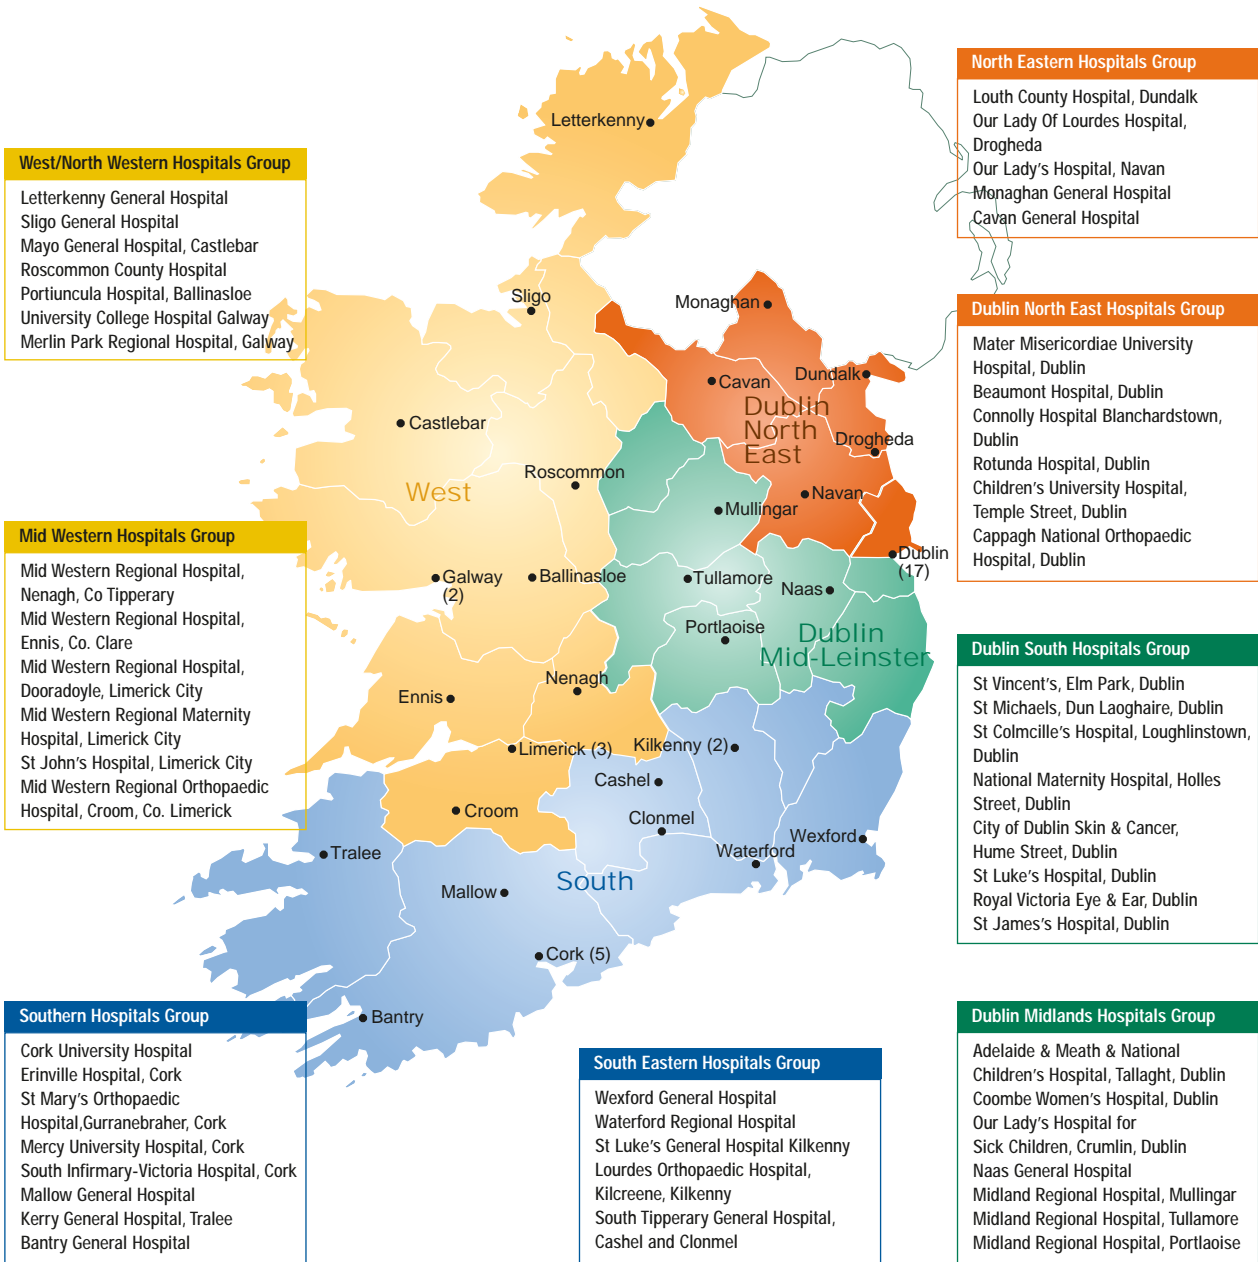 North Eastern Hospitals Group
Louth County Hospital, Dundalk
Our Lady Of Lourdes Hospital,
Drogheda
Our Lady's Hospital, Navan
Monaghan General Hospital
Cavan General Hospital
West/North Western Hospitals Group
Letterkenny General Hospital
Sligo General Hospital
Mayo General Hospital, Castlebar
Roscommon County Hospital
Portiuncula Hospital, Ballinasloe
University College Hospital Galway
Merlin Park Regional Hospital, Galway
Dublin North East Hospitals Group
Mater Misericordiae University
Hospital, Dublin
Beaumont Hospital, Dublin
Connolly Hospital Blanchardstown,
Dublin
Rotunda Hospital, Dublin
Children's University Hospital,
Temple Street, Dublin
Cappagh National Orthopaedic
Hospital, Dublin
Mid Western Hospitals Group
Mid Western Regional Hospital,
Nenagh, Co Tipperary
Mid Western Regional Hospital,
Ennis, Co. Clare
Mid Western Regional Hospital,
Dooradoyle, Limerick City
Mid Western Regional Maternity
Hospital, Limerick City
St John's Hospital, Limerick City
Mid Western Regional Orthopaedic
Hospital, Croom, Co. Limerick
Dublin South Hospitals Group
St Vincent's, Elm Park, Dublin
St Michaels, Dun Laoghaire, Dublin
St Colmcille's Hospital, Loughlinstown,
Dublin
National Maternity Hospital, Holles
Street, Dublin
City of Dublin Skin & Cancer,
Hume Street, Dublin
St Luke's Hospital, Dublin
Royal Victoria Eye & Ear, Dublin
St James's Hospital, Dublin
Letterkenny
Sligo
Monaghan
Cavan
Dundalk
Dublin
North
East
Castlebar
Drogheda
Roscommon
West
Navan
Mullingar
Dublin
(17)
Galway
(2)
Ballinasloe
Tullamore
Naas
Portlaoise
Dublin
Mid-Leinster
Nenagh
Ennis
Limerick (3)
Kilkenny (2)
Cashel
Croom
Clonmel
Wexford
Waterford
Tralee
South
Mallow
Cork (5)
Bantry
Southern Hospitals Group
Cork University Hospital
Erinville Hospital, Cork
St Mary's Orthopaedic
Hospital,Gurranebraher, Cork
Mercy University Hospital, Cork
South Infirmary-Victoria Hospital, Cork
Mallow General Hospital
Kerry General Hospital, Tralee
Bantry General Hospital
South Eastern Hospitals Group
Wexford General Hospital
Waterford Regional Hospital
St Luke's General Hospital Kilkenny
Lourdes Orthopaedic Hospital,
Kilcreene, Kilkenny
South Tipperary General Hospital,
Cashel and Clonmel
Dublin Midlands Hospitals Group
Adelaide & Meath & National
Children's Hospital, Tallaght, Dublin
Coombe Women's Hospital, Dublin
Our Lady's Hospital for
Sick Children, Crumlin, Dublin
Naas General Hospital
Midland Regional Hospital, Mullingar
Midland Regional Hospital, Tullamore
Midland Regional Hospital, Portlaoise